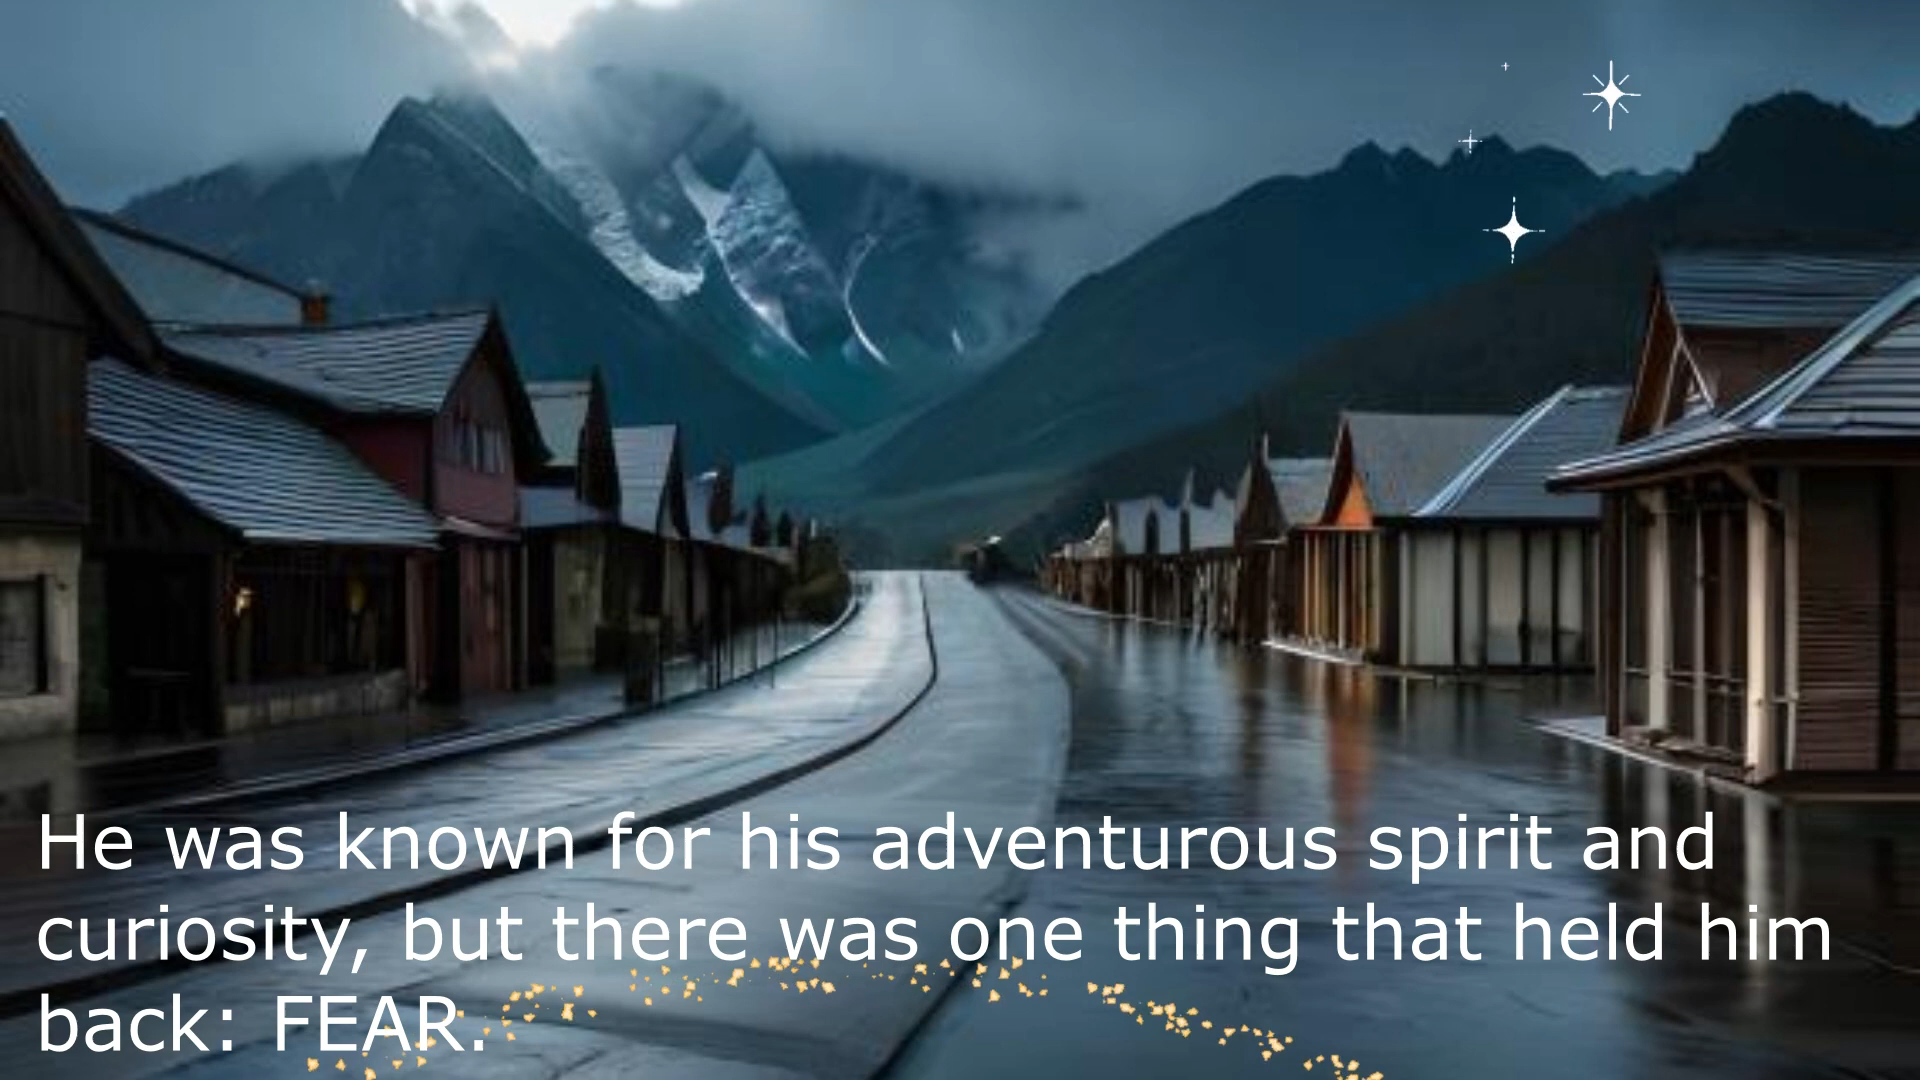 He was known for his adventurous spirit and
curiosity, but there was one thing that held him
back: FEAR.